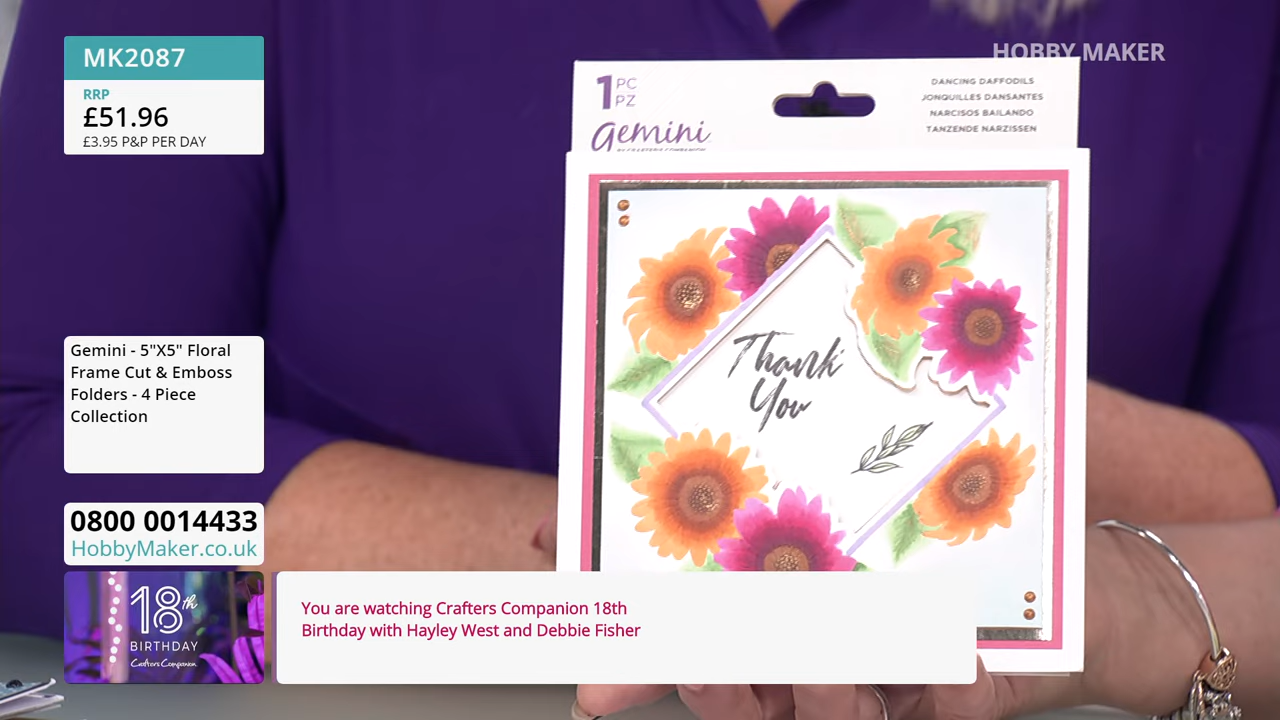 MK2087
RRP
£51.96
£3.95 P&P PER DAY
HOBBY MAKER
1 PC
PZ
gemini
BY CRAFTER'S COMPANION
DANCING DAFFODILS
JONQUILLES DANSANTES
NARCISOS BAILANDO
TANZENDE NARZISSEN
Thank
You
Gemini - 5"X5" Floral
Frame Cut & Emboss
Folders - 4 Piece
Collection
0800 0014433
HobbyMaker.co.uk
18th
BIRTHDAY
Crafters Companion
You are watching Crafters Companion 18th
Birthday with Hayley West and Debbie Fisher